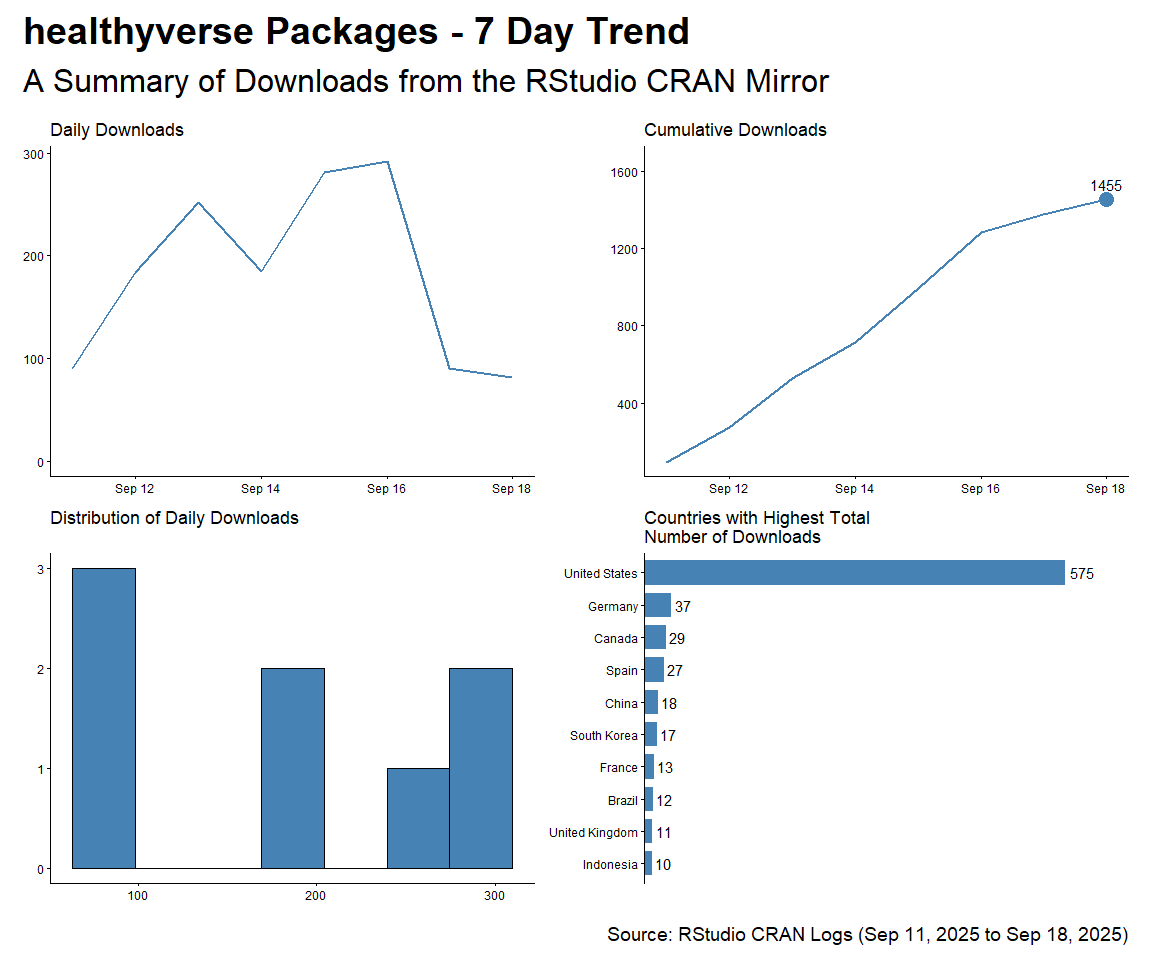 healthyverse Packages - 7 Day Trend
A Summary of Downloads from the RStudio CRAN Mirror
Daily Downloads
300
200
100
0
Sep 12 Sep 14 Sep 16 Sep 18
Cumulative Downloads
1600
1200
800
400
1455
Sep 12 Sep 14 Sep 16 Sep 18
Distribution of Daily Downloads
3
2
1
0
100 200 300
Countries with Highest Total
Number of Downloads
United States 575
Germany 37
Canada 29
Spain 27
China 18
South Korea 17
France 13
Brazil 12
United Kingdom 11
Indonesia 10
Source: RStudio CRAN Logs (Sep 11, 2025 to Sep 18, 2025)